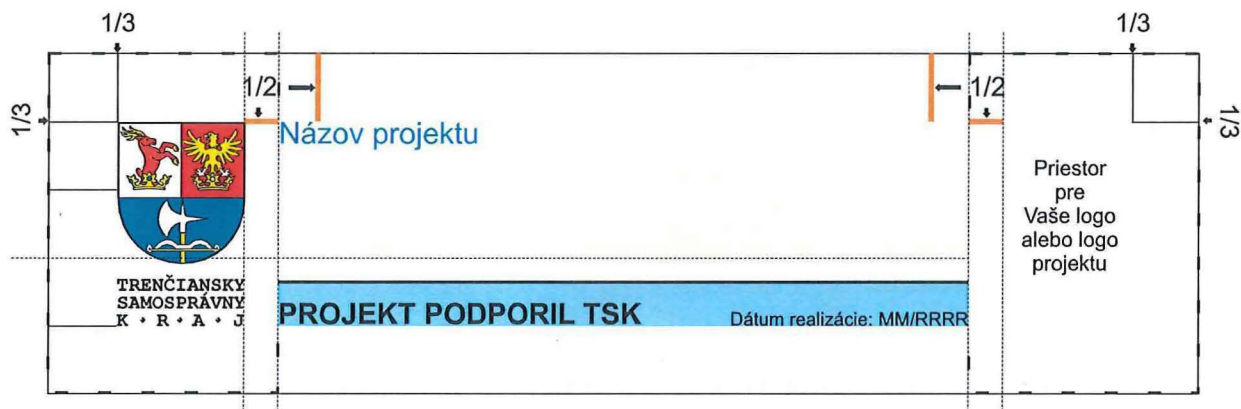 1/3
1/3
1/2
1/2
1/3
1/3
Názov projektu
Priestor
pre
Vaše logo
alebo logo
projektu
TRENČIANSKY
SAMOSPRÁVNY
K • R • A • J
PROJEKT PODPORIL TSK
Dátum realizácie: MM/RRRR